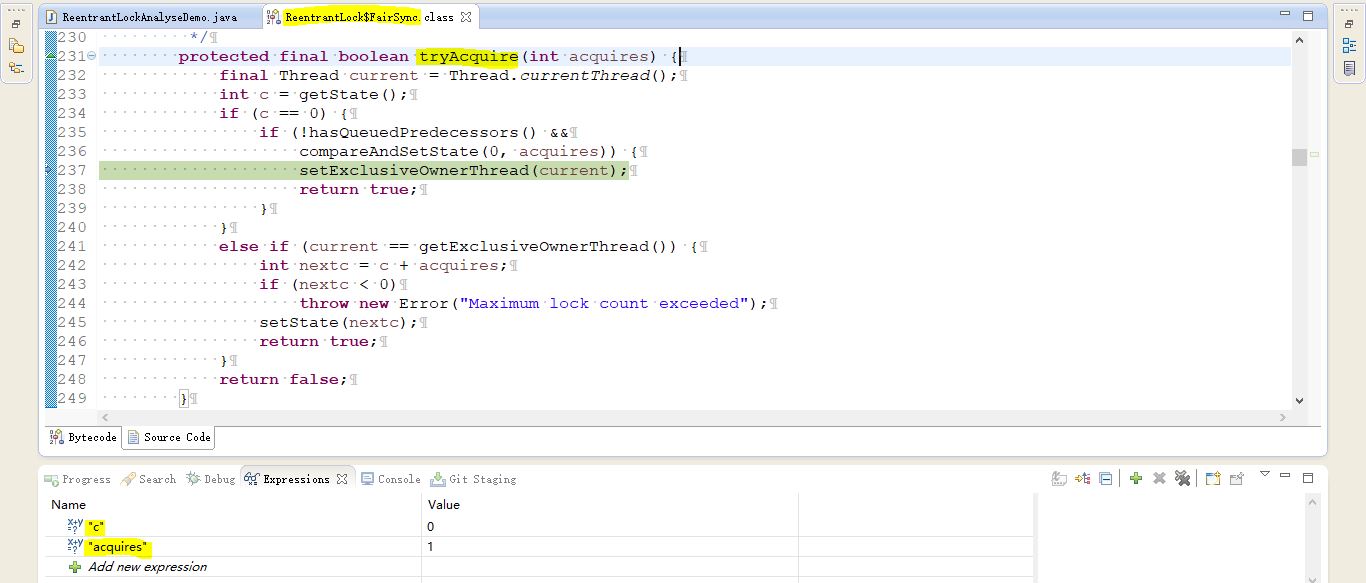 ReentrantLockAnalyseDemo.java ReentrantLock$FairSync.class
230 */
231 protected final boolean tryAcquire(int acquires) {
232 final Thread current = Thread.currentThread();
233 int c = getState();
234 if (c == 0) {
235 if (!hasQueuedPredecessors() &&
236 compareAndSetState(0, acquires)) {
237 setExclusiveOwnerThread(current);
238 return true;
239 }
240 }
241 else if (current == getExclusiveOwnerThread()) {
242 int nextc = c + acquires;
243 if (nextc < 0)
244 throw new Error("Maximum lock count exceeded");
245 setState(nextc);
246 return true;
247 }
248 return false;
249 }
Bytecode Source Code
Progress Search Debug Expressions Console Git Staging
Name Value
"c" 0
"acquires" 1
Add new expression